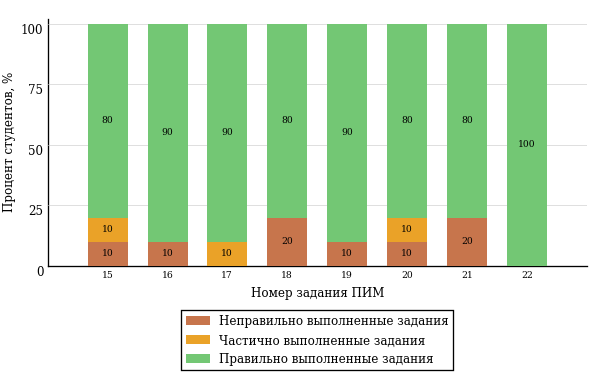 Процент студентов, %
100
75
50
25
0
80 90 90 80 90 80 80 100
10 10 10 20 10 10 20
10 10
15 16 17 18 19 20 21 22
Номер задания ПИМ
Неправильно выполненные задания
Частично выполненные задания
Правильно выполненные задания